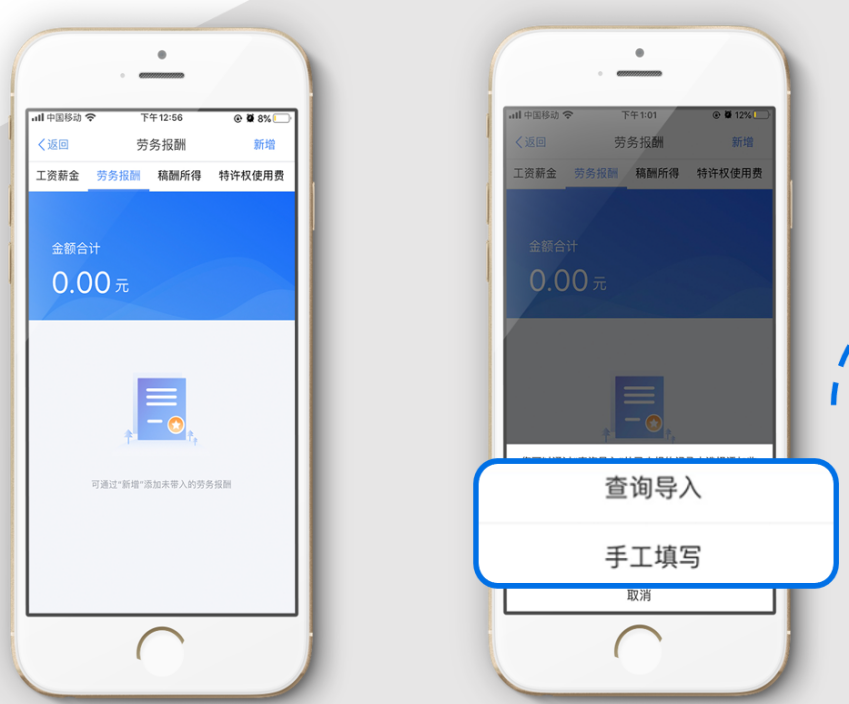 中国移动 下午12:56 8%
返回 劳务报酬 新增
工资薪金 劳务报酬 稿酬所得 特许权使用费
金额合计
0.00 元
可通过"新增"添加未带入的劳务报酬
中国移动 下午1:01 12%
返回 劳务报酬 新增
工资薪金 劳务报酬 稿酬所得 特许权使用费
金额合计
0.00 元
查询导入
手工填写
取消